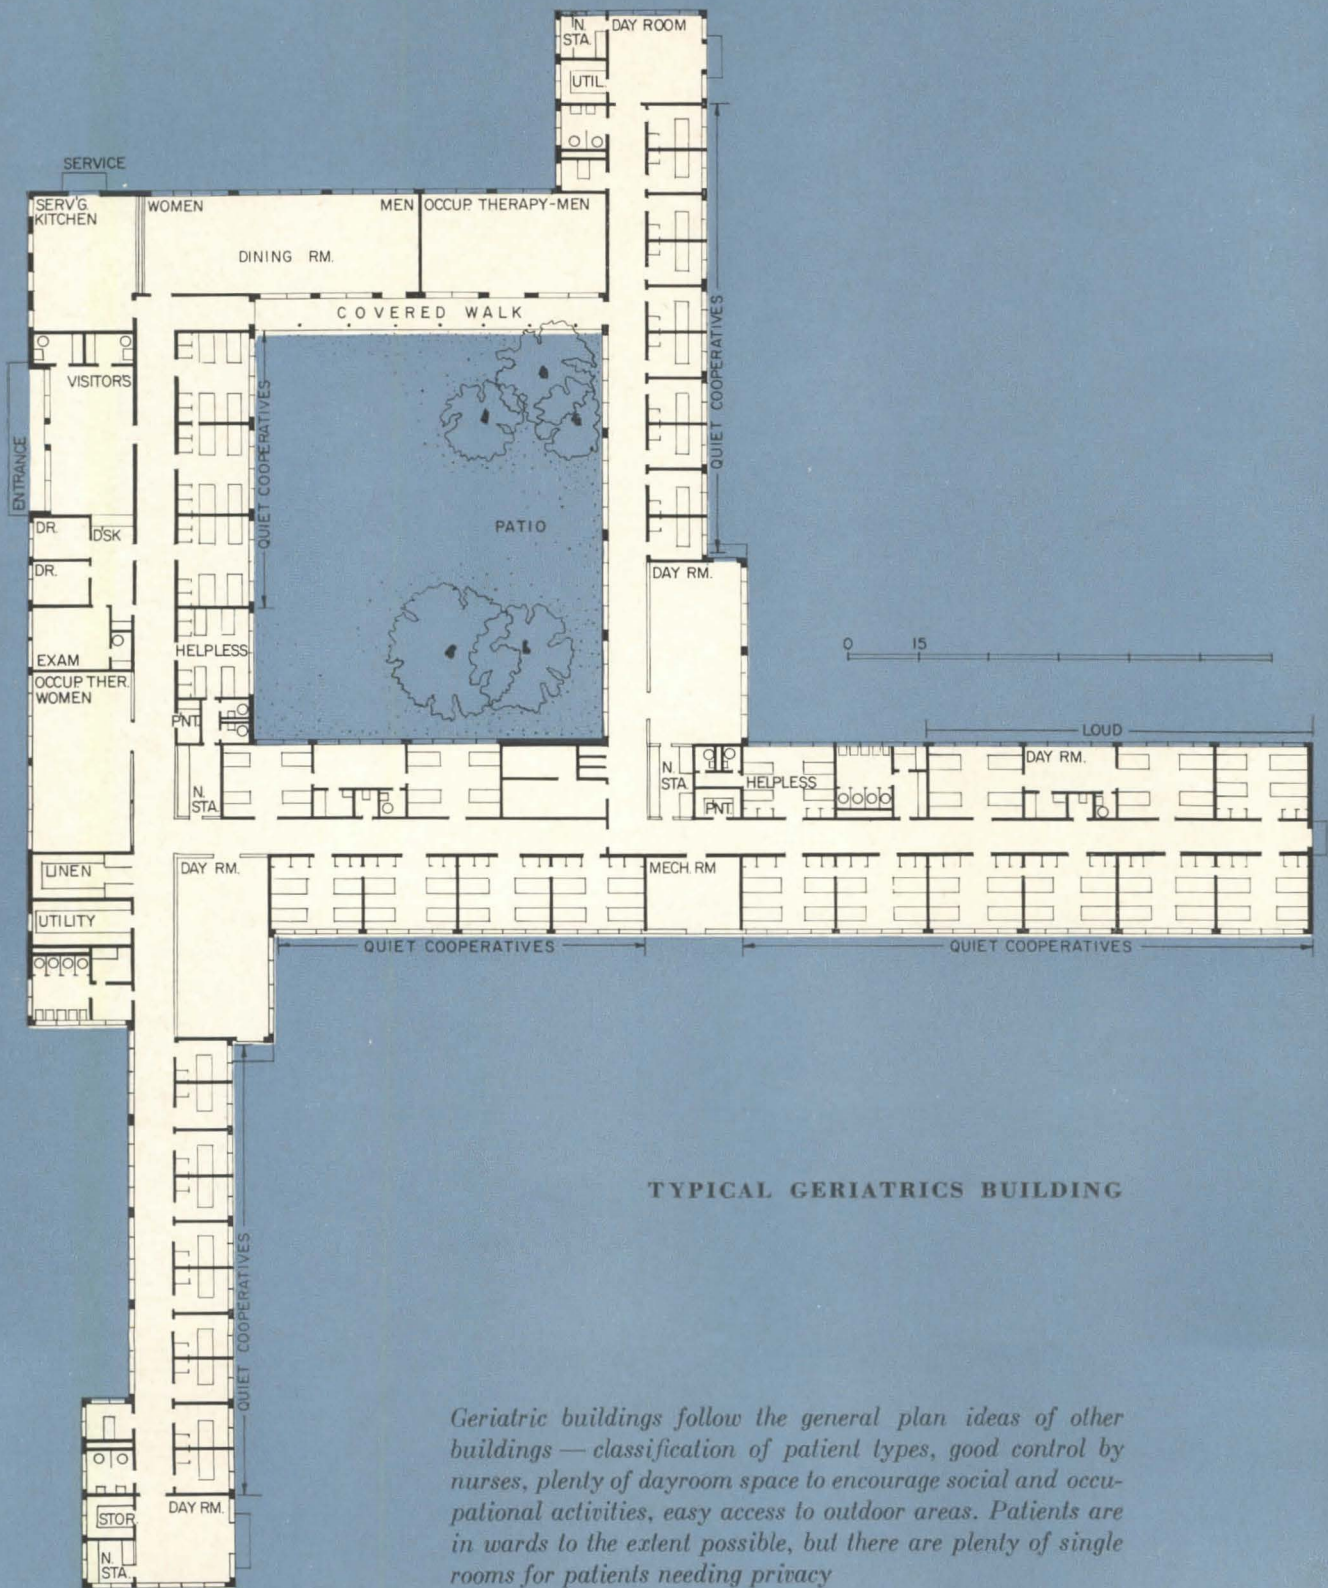 N. STA.
DAY ROOM
UTIL.
SERVICE
SERV'G. KITCHEN
WOMEN
MEN
OCCUP. THERAPY-MEN
DINING RM.
COVERED WALK
QUIET COOPERATIVES
VISITORS
QUIET COOPERATIVES
ENTRANCE
PATIO
DR.
DSK
DR.
DAY RM.
EXAM
HELPLESS
0 15
OCCUP. THER. WOMEN
PNT.
LOUD
N. STA.
N. STA.
PNT.
HELPLESS
DAY RM.
LINEN
DAY RM.
MECH. RM
UTILITY
QUIET COOPERATIVES
QUIET COOPERATIVES
QUIET COOPERATIVES
TYPICAL GERIATRICS BUILDING
STOR.
DAY RM.
N. STA.
Geriatric buildings follow the general plan ideas of other
buildings — classification of patient types, good control by
nurses, plenty of dayroom space to encourage social and occu-
pational activities, easy access to outdoor areas. Patients are
in wards to the extent possible, but there are plenty of single
rooms for patients needing privacy